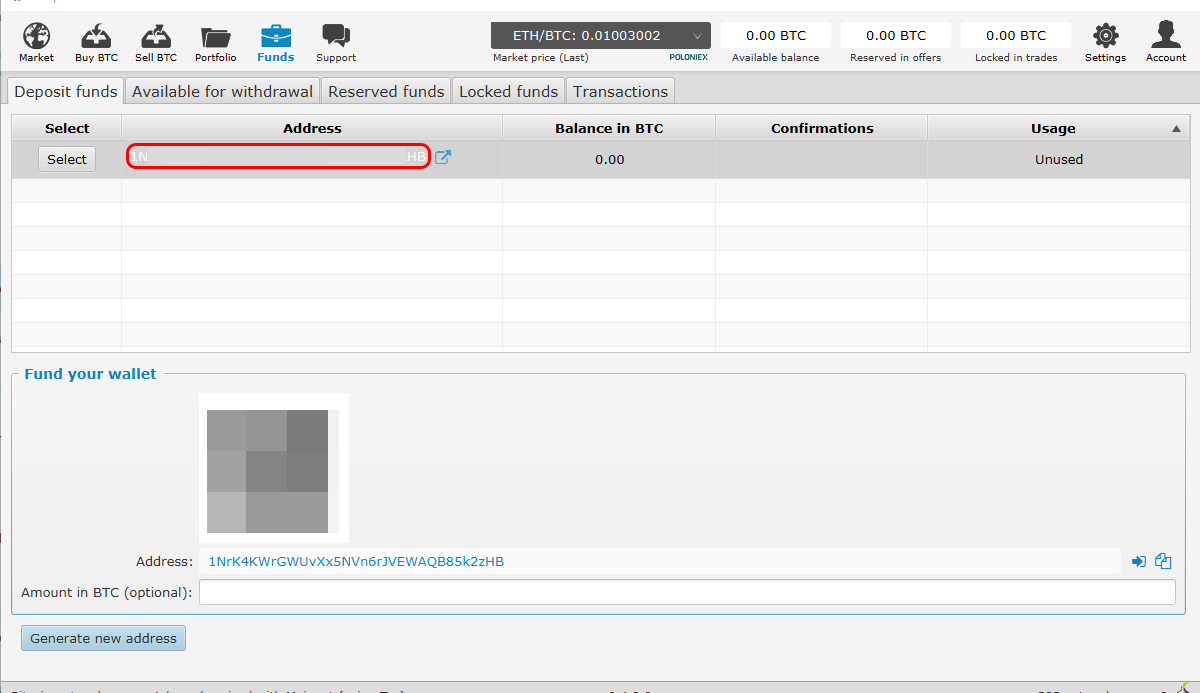 ETH/BTC: 0.01003002 0.00 BTC 0.00 BTC 0.00 BTC
Market Buy BTC Sell BTC Portfolio Funds Support Market price (Last) POLONIEX Available balance Reserved in offers Locked in trades Settings Account
Deposit funds Available for withdrawal Reserved funds Locked funds Transactions
Select Address Balance in BTC Confirmations Usage
Select 1N HB 0.00 Unused
Fund your wallet
Address: 1NrK4KWrGWUvXx5NVn6rJVEWAQB85k2zHB
Amount in BTC (optional):
Generate new address